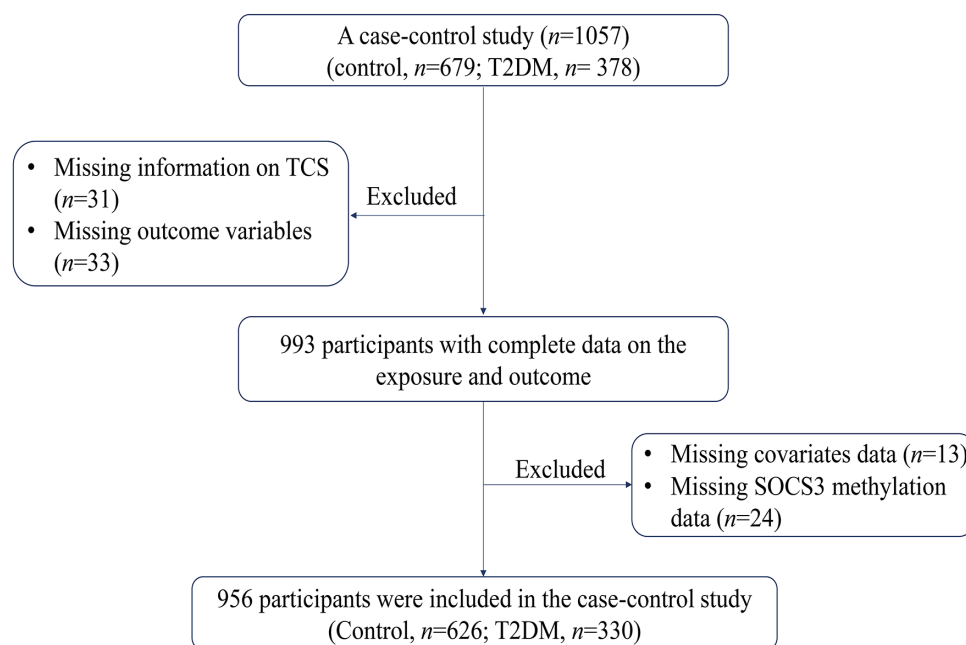 A case-control study (n=1057)
(control, n=679; T2DM, n= 378)
• Missing information on TCS
(n=31)
• Missing outcome variables
(n=33)
Excluded
993 participants with complete data on the
exposure and outcome
Excluded
• Missing covariates data (n=13)
• Missing SOCS3 methylation
data (n=24)
956 participants were included in the case-control study
(Control, n=626; T2DM, n=330)